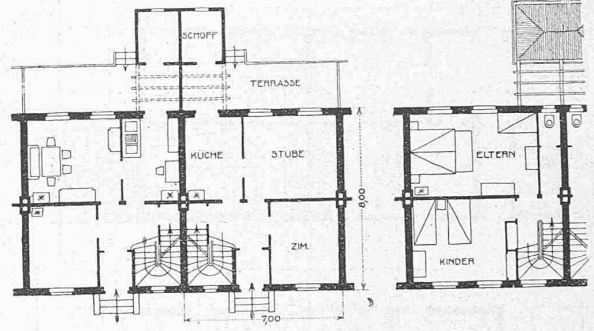 SCHOPF
TERRASSE
KÜCHE
STUBE
ELTERN
8,00
ZIM.
KINDER
7,00